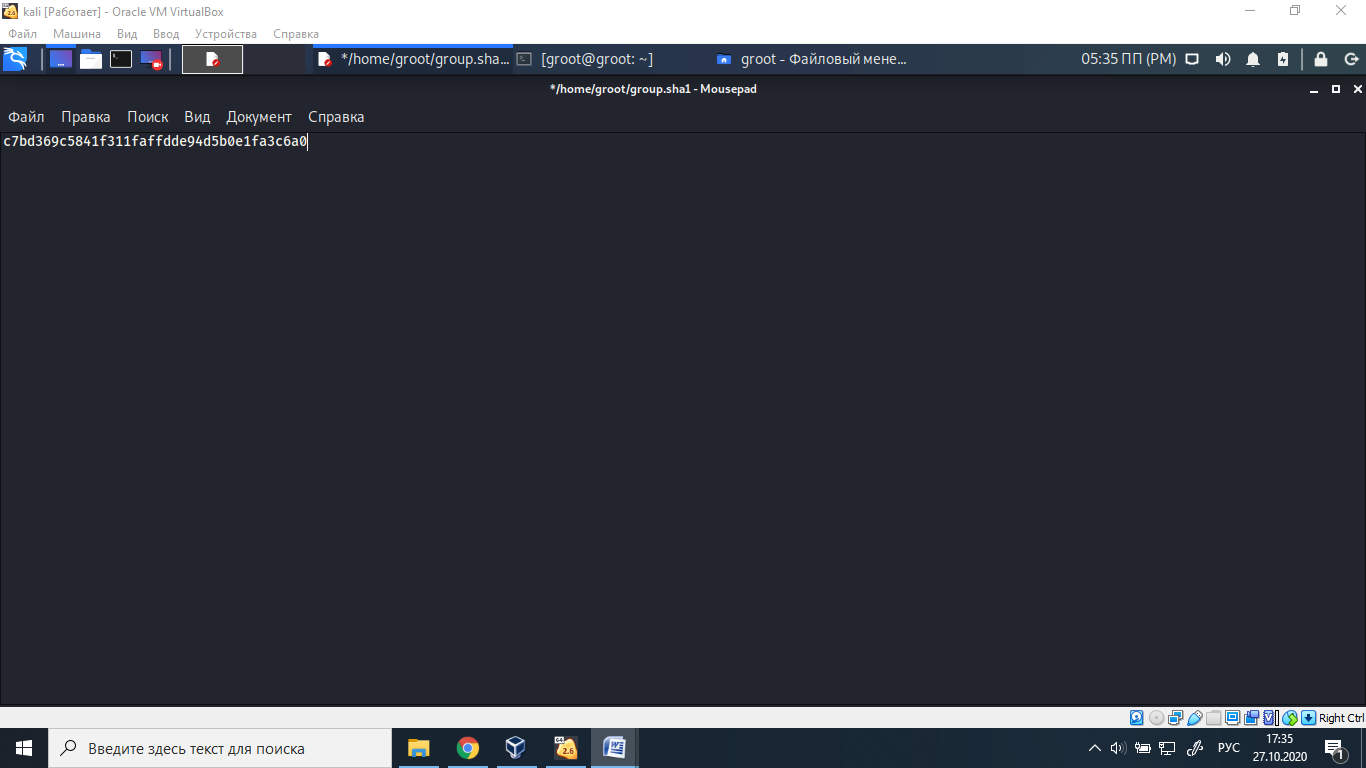 kali [Работает] - Oracle VM VirtualBox
Файл Машина Вид Ввод Устройства Справка
*/home/groot/group.sha... [groot@groot: ~] groot - Файловый мене... 05:35 ПП (PM)
*/home/groot/group.sha1 - Mousepad
Файл Правка Поиск Вид Документ Справка
c7bd369c5841f311faffdde94d5b0e1fa3c6a0
Right Ctrl
Введите здесь текст для поиска
РУС
17:35
27.10.2020
1